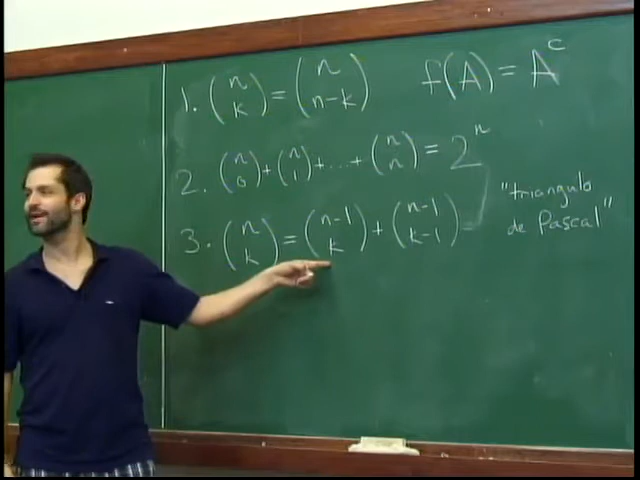 1. (n k) = (n n-k) f(A) = A^c
2. (n 0) + (n 1) + ... + (n n) = 2^n
3. (n k) = (n-1 k) + (n-1 k-1)
"triangulo
de Pascal"